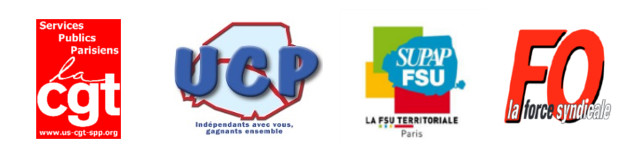 Services
Publics
Parisiens
la
cgt
www.us-cgt-spp.org
UCP
Indépendants avec vous,
gagnants ensemble
SUPAP
FSU
LA FSU TERRITORIALE
Paris
FO
la force syndicale